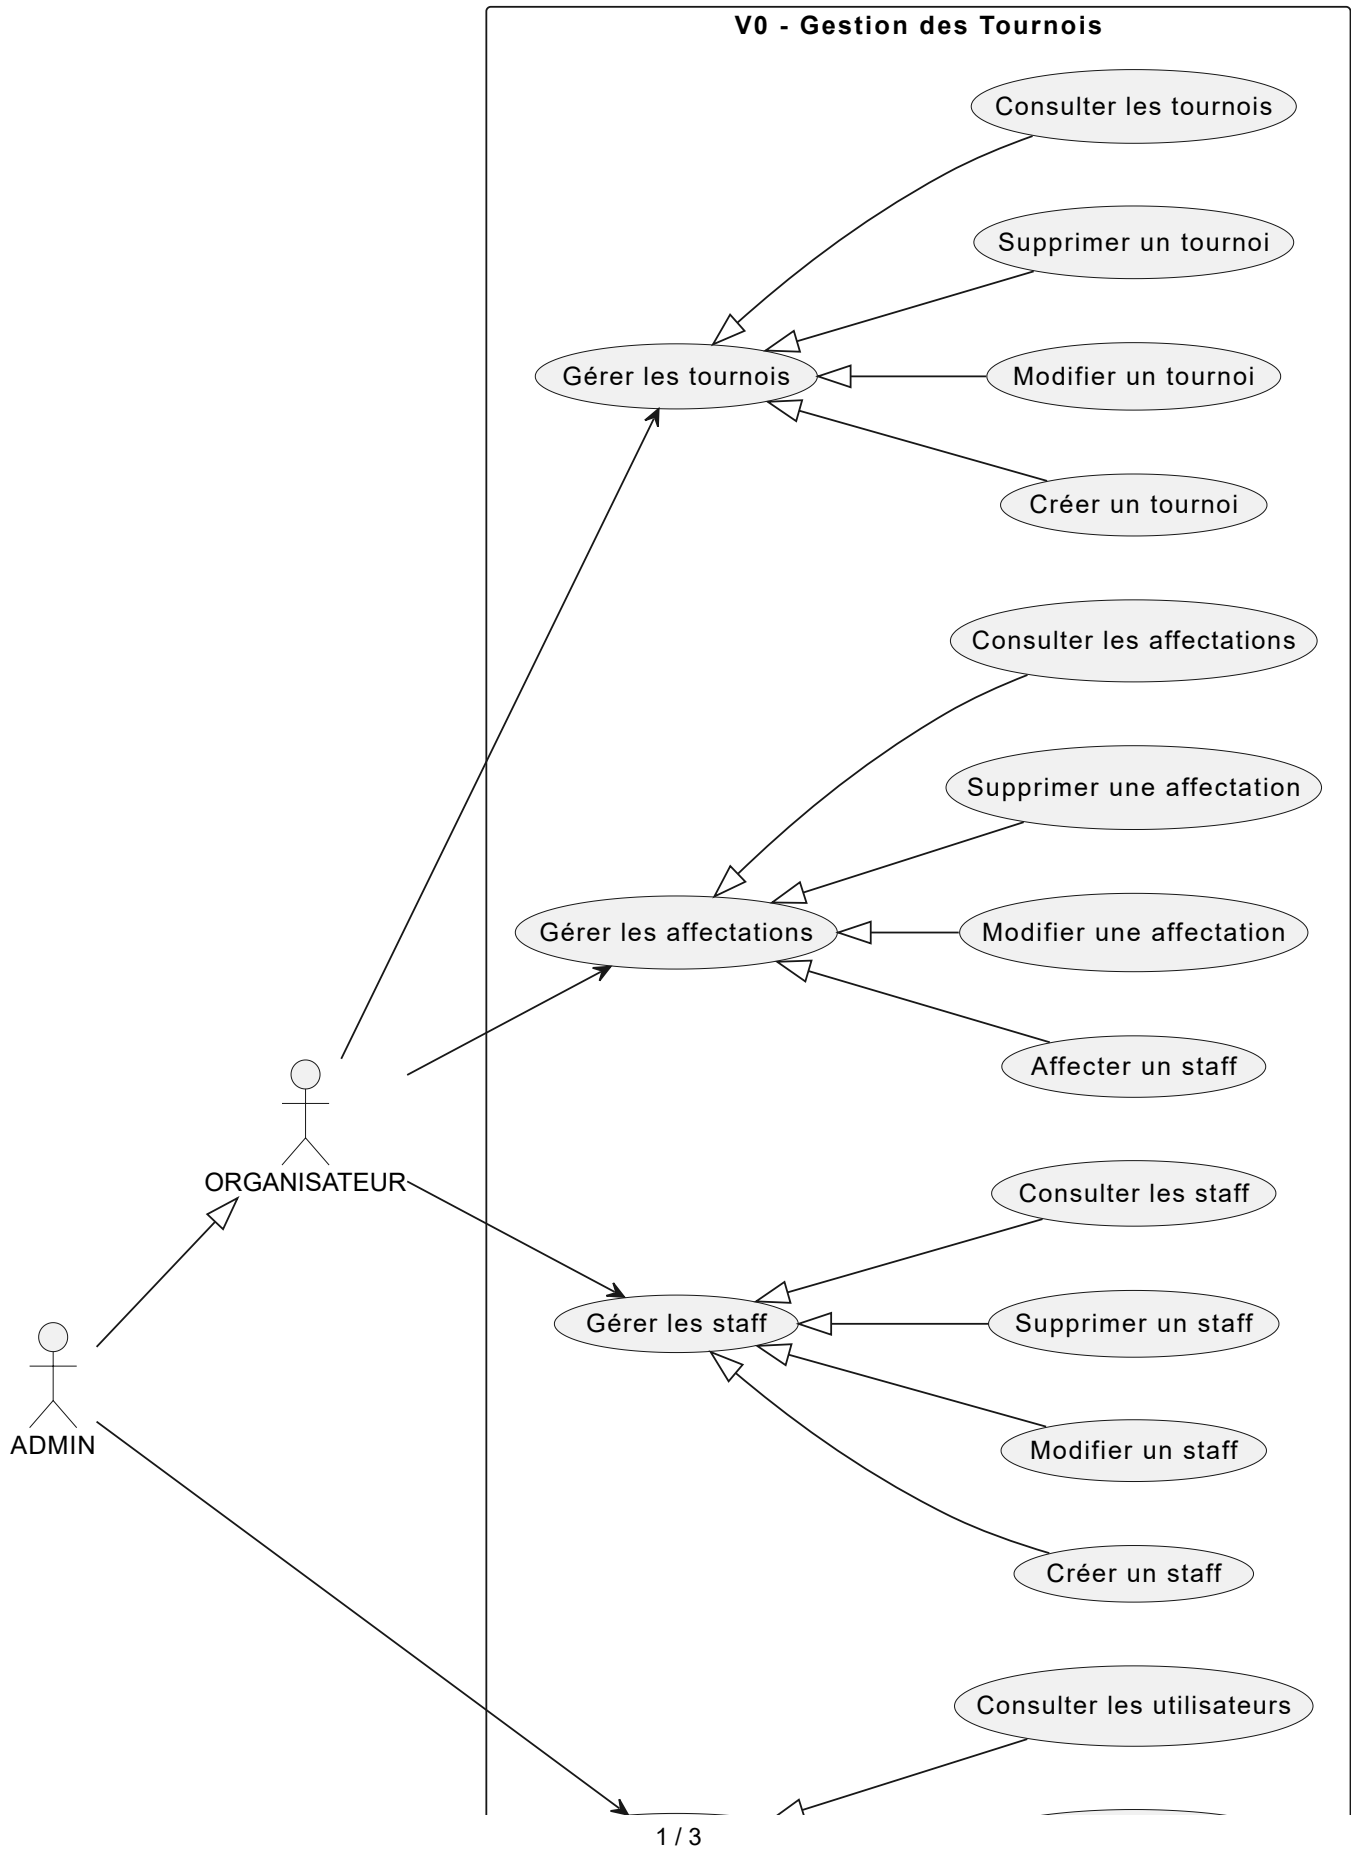 V0 - Gestion des Tournois
Consulter les tournois
Supprimer un tournoi
Gérer les tournois
Modifier un tournoi
Créer un tournoi
Consulter les affectations
Supprimer une affectation
Gérer les affectations
Modifier une affectation
Affecter un staff
ORGANISATEUR
Consulter les staff
Gérer les staff
Supprimer un staff
ADMIN
Modifier un staff
Créer un staff
Consulter les utilisateurs
1 / 3